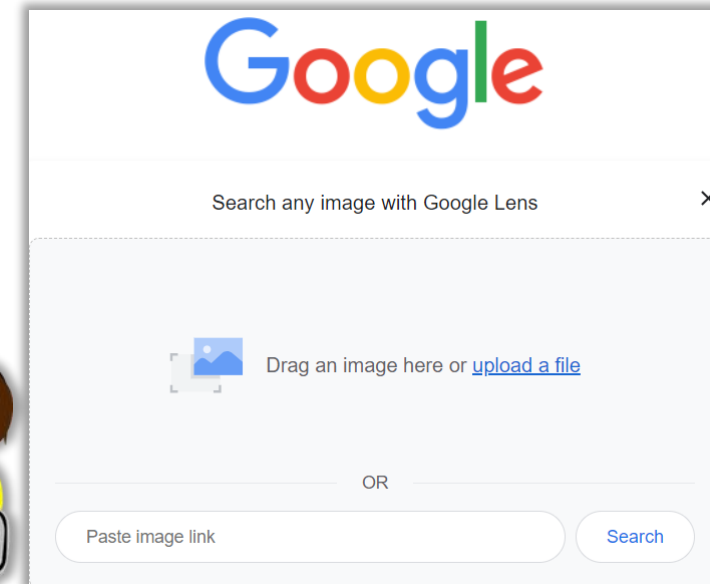 Google
Search any image with Google Lens
Drag an image here or upload a file
OR
Paste image link
Search